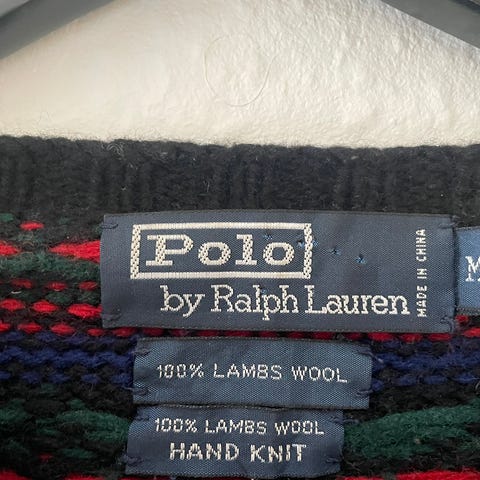 Polo
by Ralph Lauren
MADE IN CHINA
M
100% LAMBS WOOL
100% LAMBS WOOL
HAND KNIT